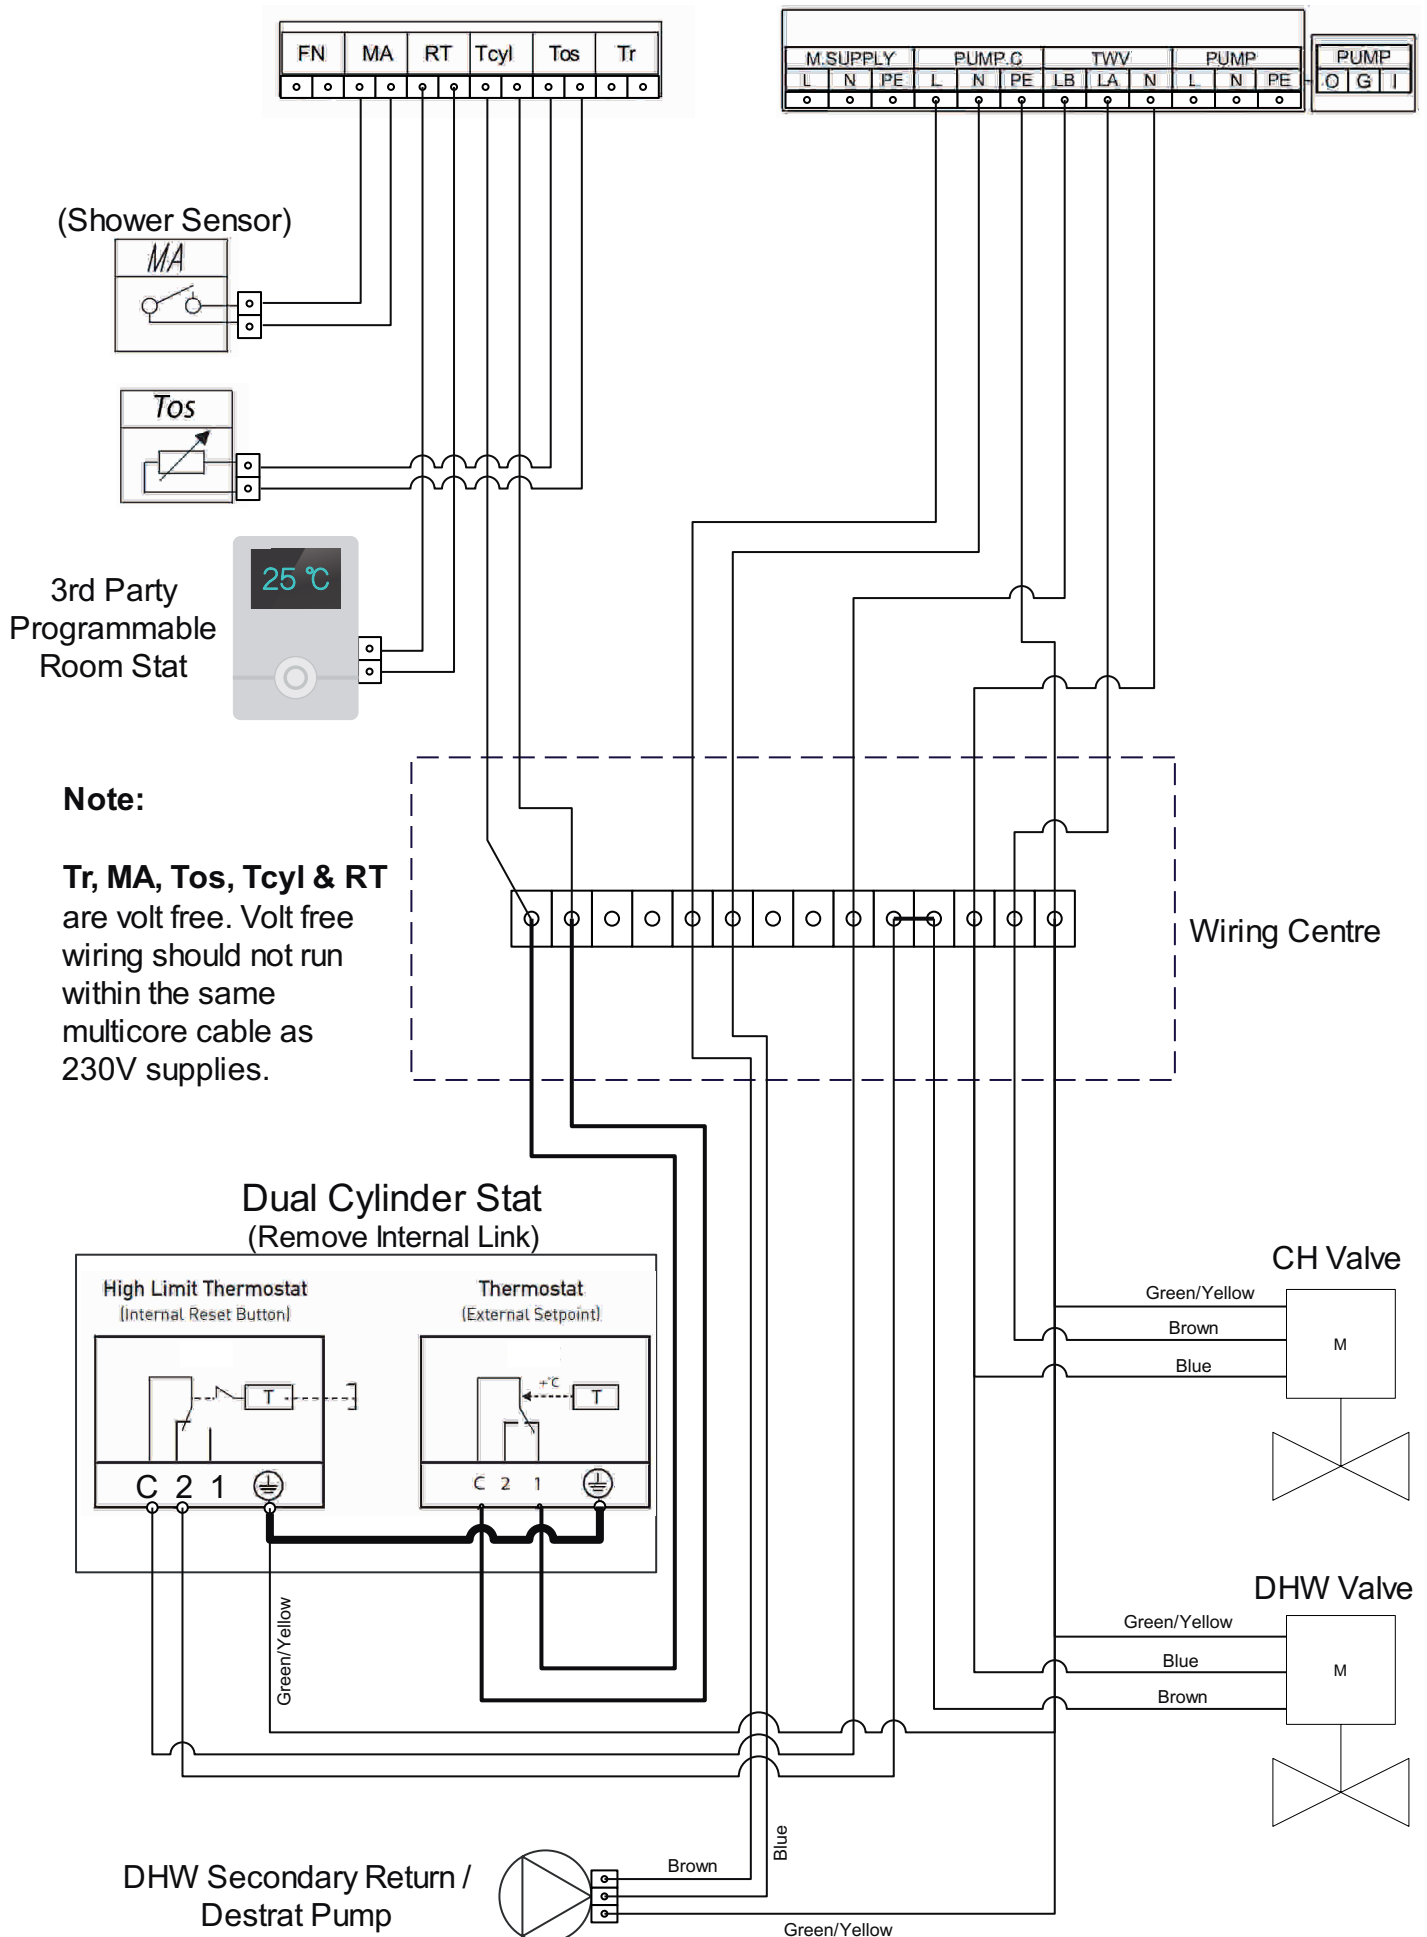 FN MA RT Tcyl Tos Tr
M.SUPPLY PUMP.C TWV PUMP PUMP
L N PE L N PE LB LA N L N PE O G I
(Shower Sensor)
MA
Tos
25 °C
3rd Party
Programmable
Room Stat
Note:
Tr, MA, Tos, Tcyl & RT
are volt free. Volt free
wiring should not run
within the same
multicore cable as
230V supplies.
Wiring Centre
Dual Cylinder Stat
(Remove Internal Link)
High Limit Thermostat
(Internal Reset Button)
T
C 2 1
Thermostat
(External Setpoint)
+°C
T
C 2 1
Green/Yellow
CH Valve
Green/Yellow
Brown
Blue
M
DHW Valve
Green/Yellow
Blue
Brown
M
DHW Secondary Return /
Destrat Pump
Brown
Blue
Green/Yellow